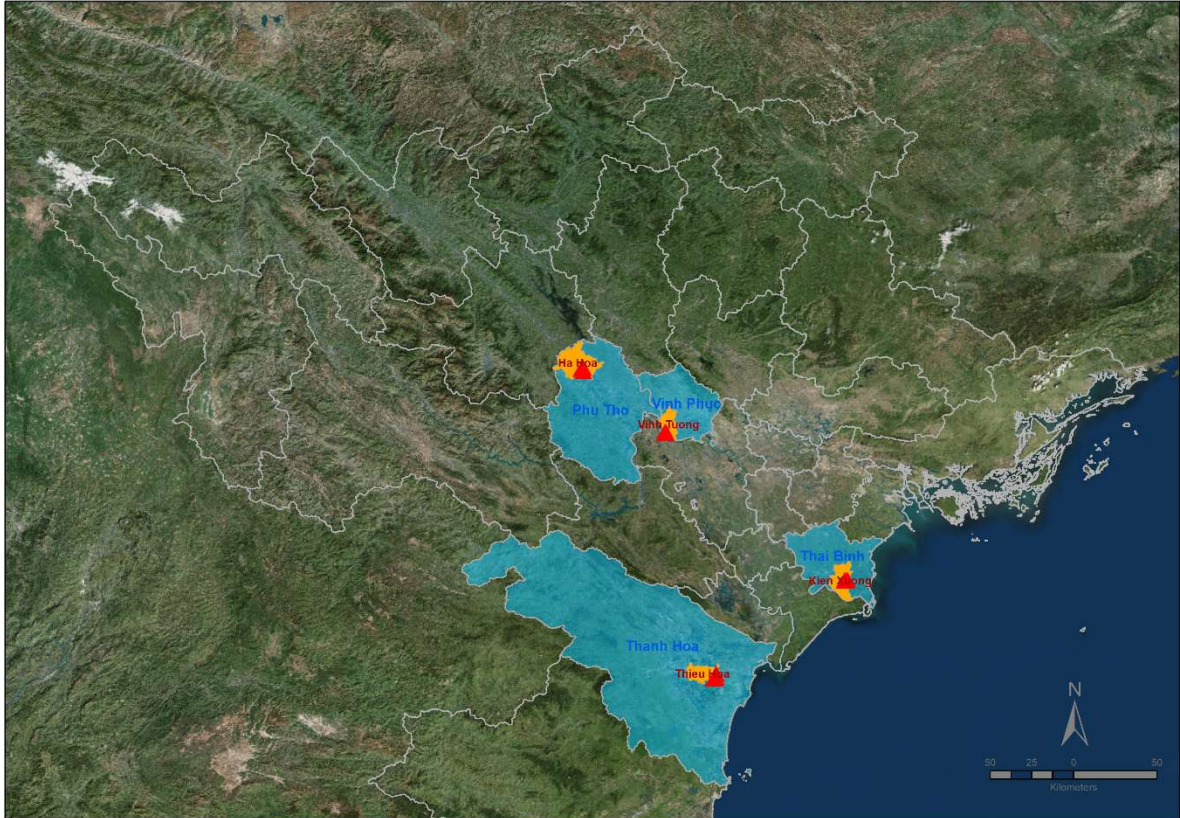 Ha Hoa
Phu Tho
Vinh Phuc
Vinh Tuong
Thai Binh
Kien Xuong
Thanh Hoa
Thieu Hoa
N
50 25 0 50
Kilometers